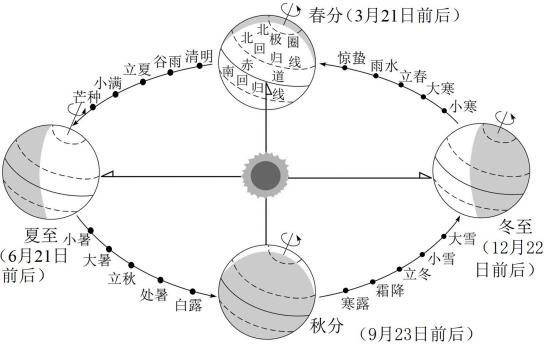 春分(3月21日前后)
北 北 极 圈
回 归 线
赤 道
南 回 归 线
清明
谷雨
立夏
小满
芒种
惊蛰
雨水
立春
大寒
小寒
夏至
(6月21日
前后)
小暑
大暑
立秋
处暑
白露
秋分 (9月23日前后)
寒露
霜降
立冬
小雪
大雪
冬至
(12月22
日前后)